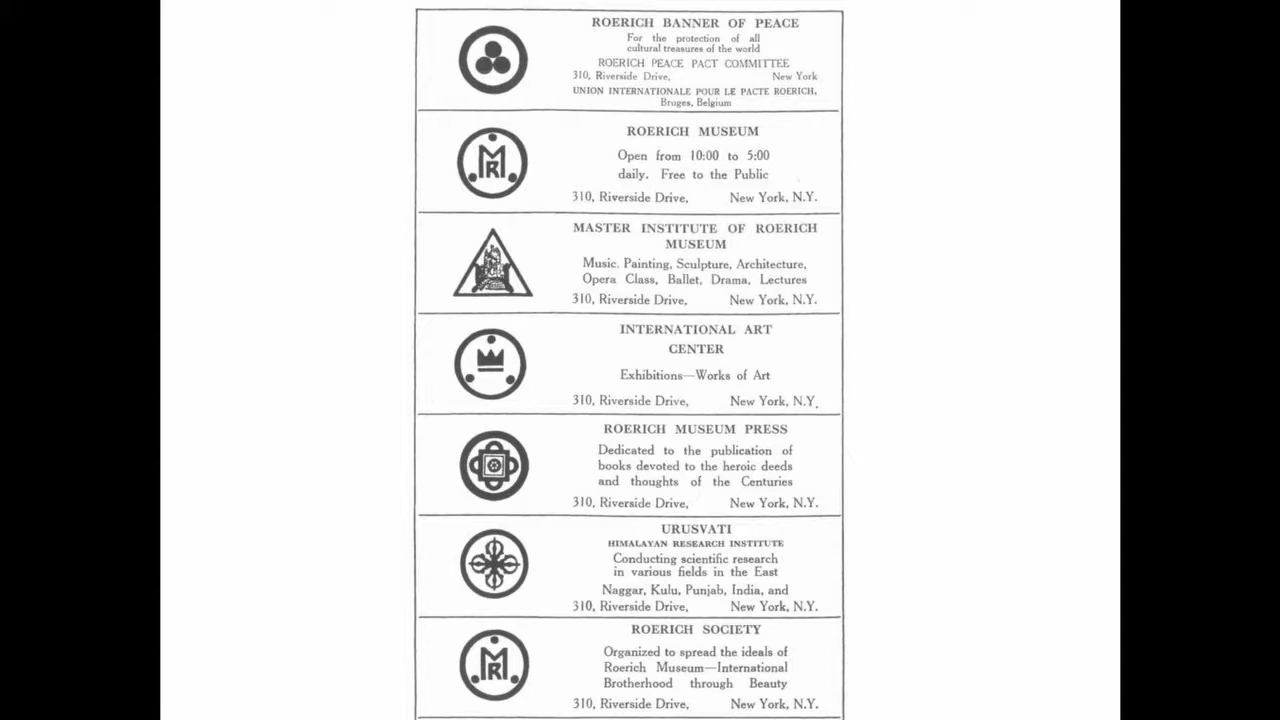 ROERICH BANNER OF PEACE
For the protection of all
cultural treasures of the world
ROERICH PEACE PACT COMMITTEE
310, Riverside Drive, New York
UNION INTERNATIONALE POUR LE PACTE ROERICH,
Bruges, Belgium
ROERICH MUSEUM
Open from 10:00 to 5:00
daily. Free to the Public
310, Riverside Drive, New York, N.Y.
MASTER INSTITUTE OF ROERICH
MUSEUM
Music. Painting, Sculpture, Architecture,
Opera Class, Ballet, Drama, Lectures
310, Riverside Drive, New York, N.Y.
INTERNATIONAL ART
CENTER
Exhibitions—Works of Art
310, Riverside Drive, New York, N.Y.
ROERICH MUSEUM PRESS
Dedicated to the publication of
books devoted to the heroic deeds
and thoughts of the Centuries
310, Riverside Drive, New York, N.Y.
URUSVATI
HIMALAYAN RESEARCH INSTITUTE
Conducting scientific research
in various fields in the East
Naggar, Kulu, Punjab, India, and
310, Riverside Drive, New York, N.Y.
ROERICH SOCIETY
Organized to spread the ideals of
Roerich Museum—International
Brotherhood through Beauty
310, Riverside Drive, New York, N.Y.